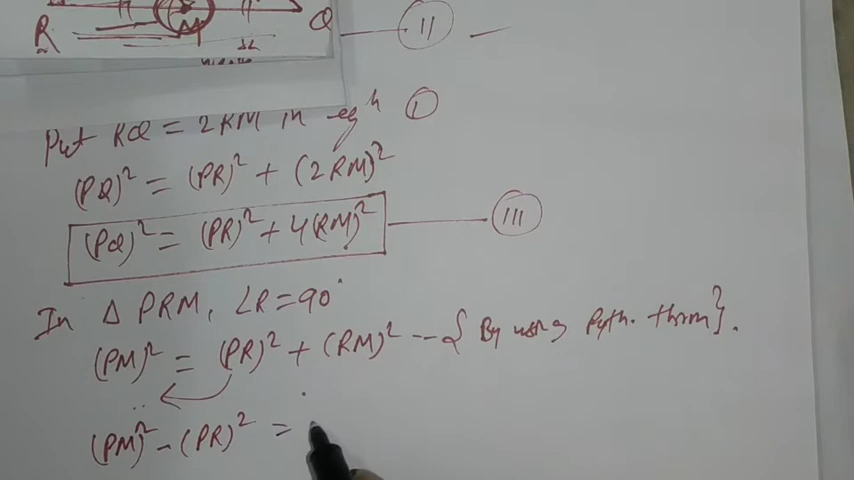 R M Q
(II)
Put RQ = 2RM in eqⁿ (I)
(PQ)² = (PR)² + (2RM)²
(PQ)² = (PR)² + 4(RM)² (III)
In Δ PRM, ∠R = 90°
(PM)² = (PR)² + (RM)² -- { By using Pyth. thrm }.
(PM)² - (PR)² =